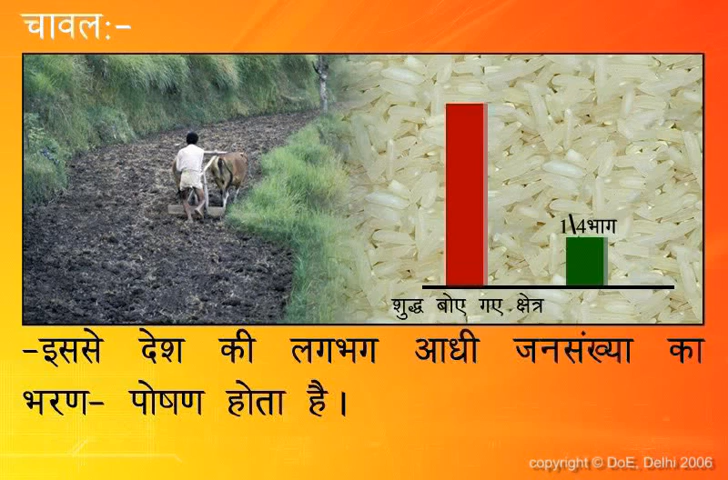 चावल:-
1\4भाग
शुद्ध बोए गए क्षेत्र
-इससे देश की लगभग आधी जनसंख्या का
भरण- पोषण होता है।
copyright © DoE, Delhi 2006